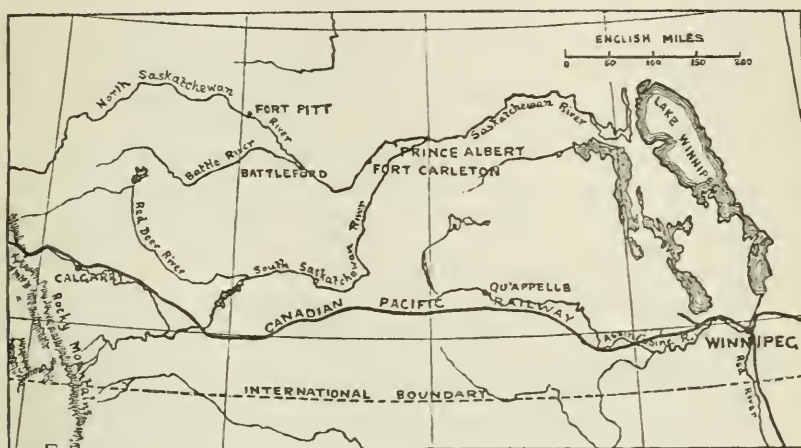 ENGLISH MILES
0 50 100 150 200
North Saskatchewan River
FORT PITT
Saskatchewan River
LAKE WINNIPEG
Battle River
BATTLEFORD
PRINCE ALBERT
FORT CARLETON
Red Deer River
South Saskatchewan River
CALGARY
QU'APPELLE
CANADIAN PACIFIC RAILWAY
Assiniboine R.
WINNIPEG
Rocky Mountains
Red River
INTERNATIONAL BOUNDARY